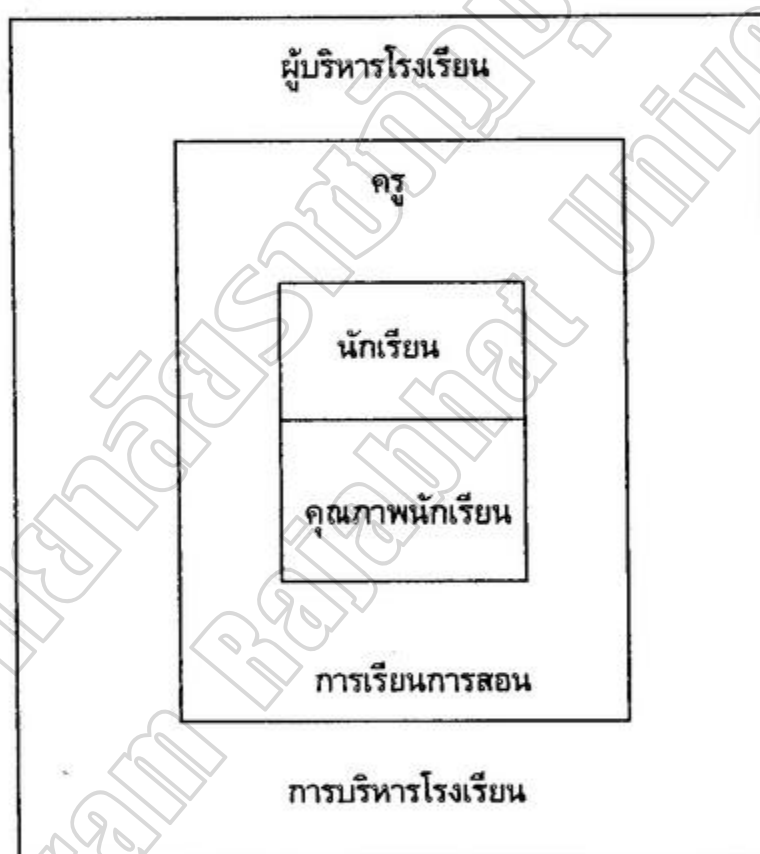 ผู้บริหารโรงเรียน
ครู
นักเรียน
คุณภาพนักเรียน
การเรียนการสอน
การบริหารโรงเรียน